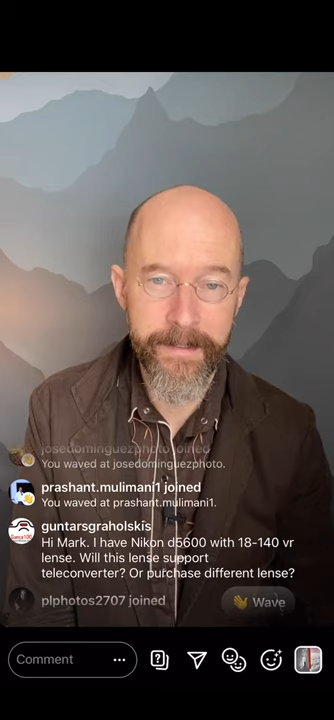 josedominguezphoto joined
You waved at josedominguezphoto.
prashant.mulimani1 joined
You waved at prashant.mulimani1.
guntarsgraholskis
Hi Mark. I have Nikon d5600 with 18-140 vr
lense. Will this lense support
teleconverter? Or purchase different lense?
plphotos2707 joined
👋 Wave
Comment